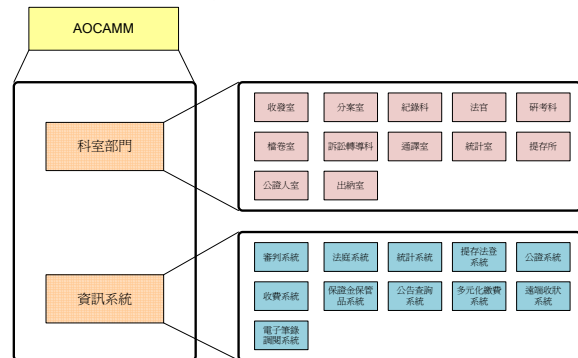 AOCAMM
科室部門
收發室
分案室
紀錄科
法官
研考科
檔卷室
訴訟轉導科
通譯室
統計室
提存所
公證人室
出納室
資訊系統
審判系統
法庭系統
統計系統
提存法登
系統
公證系統
收費系統
保證金保管
品系統
公告查詢
系統
多元化繳費
系統
遠端收狀
系統
電子筆錄
調閱系統